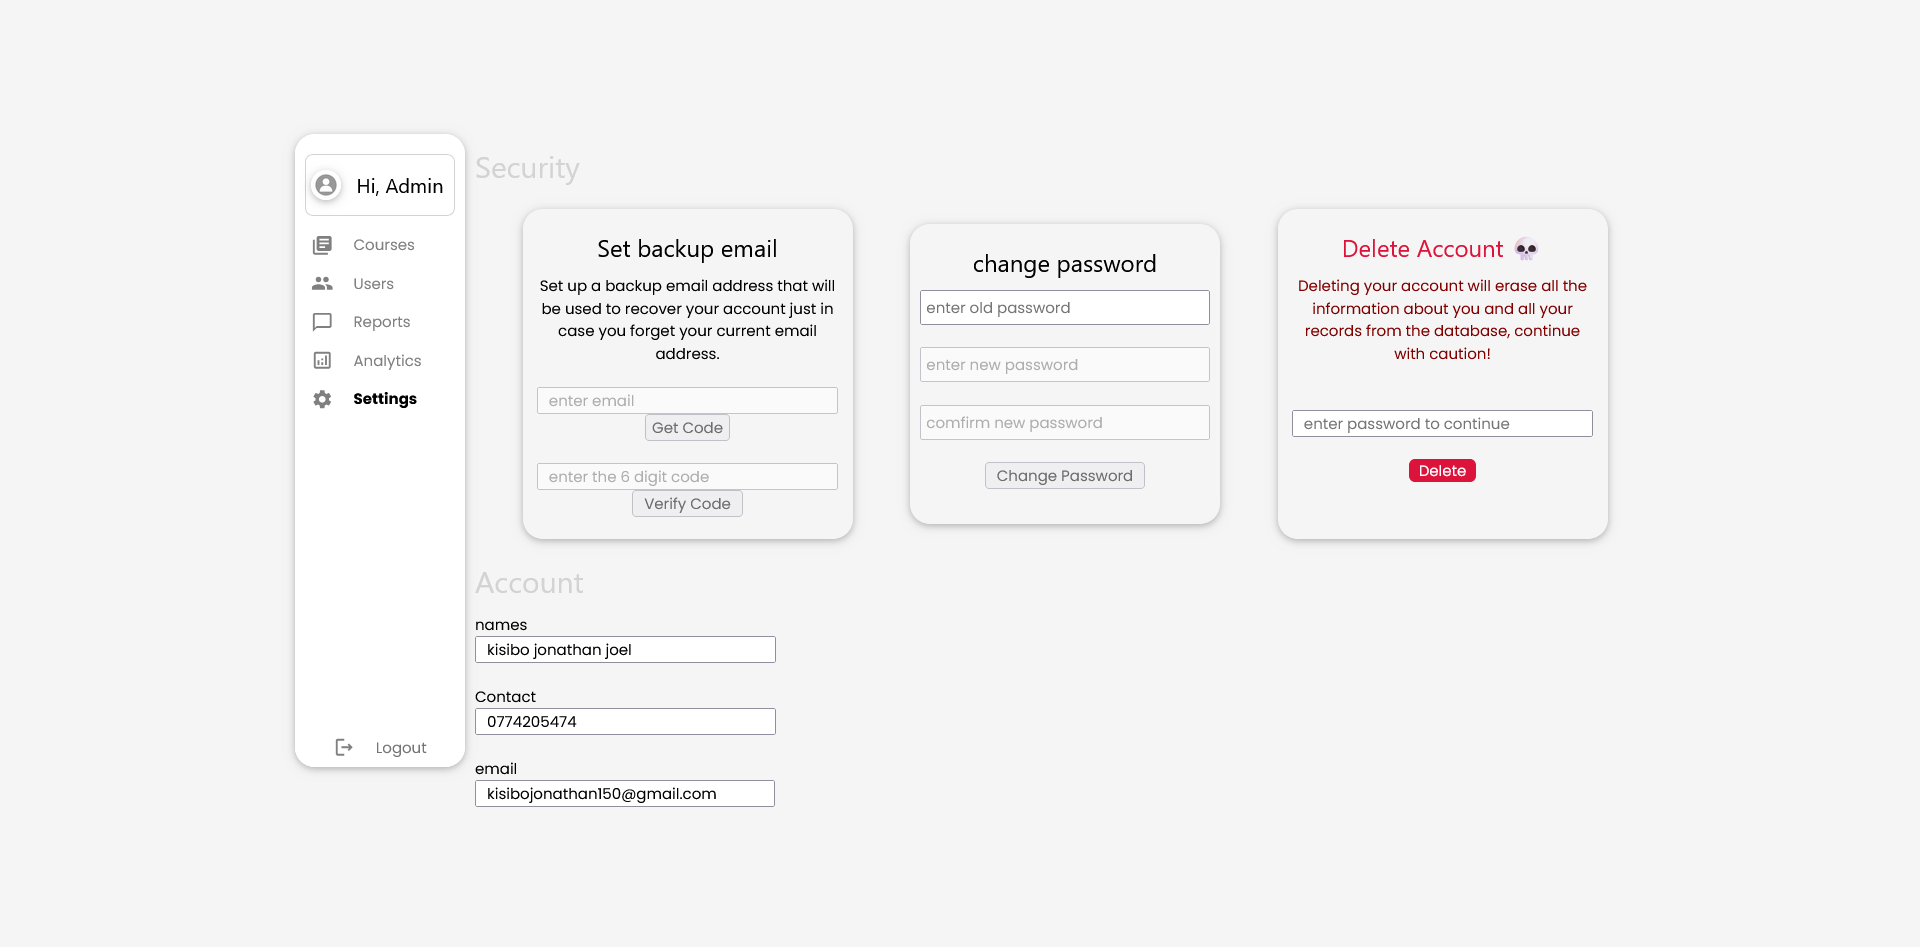 Hi, Admin
Courses
Users
Reports
Analytics
Settings
Logout
Security
Set backup email
Set up a backup email address that will
be used to recover your account just in
case you forget your current email
address.
enter email
Get Code
enter the 6 digit code
Verify Code
change password
enter old password
enter new password
comfirm new password
Change Password
Delete Account 💀
Deleting your account will erase all the
information about you and all your
records from the database, continue
with caution!
enter password to continue
Delete
Account
names
kisibo jonathan joel
Contact
0774205474
email
kisibojonathan150@gmail.com